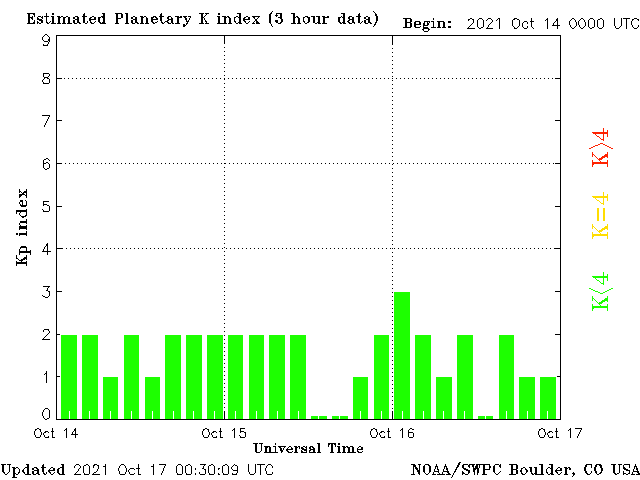 Estimated Planetary K index (3 hour data) Begin: 2021 Oct 14 0000 UTC
9
8
7
6
5
4
3
2
1
0
Kp index
K>4
K=4
K<4
Oct 14 Oct 15 Oct 16 Oct 17
Universal Time
Updated 2021 Oct 17 00:30:09 UTC NOAA/SWPC Boulder, CO USA